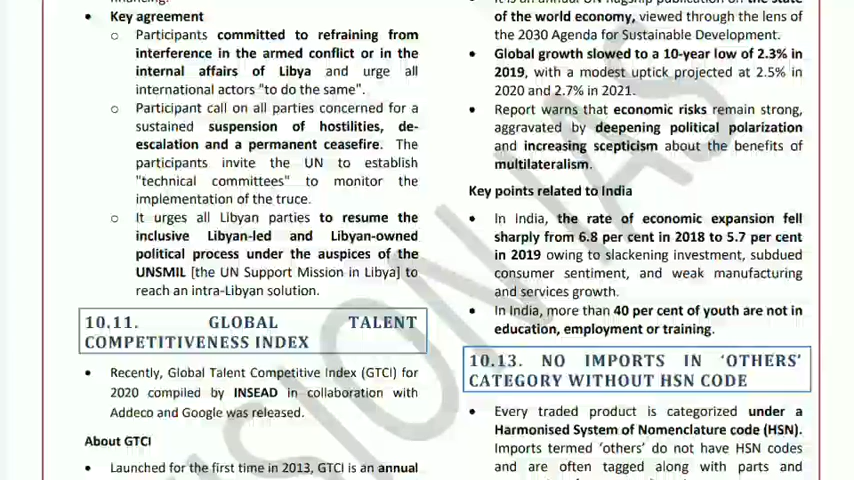 financing.
• Key agreement
o Participants committed to refraining from
interference in the armed conflict or in the
internal affairs of Libya and urge all
international actors "to do the same".
o Participant call on all parties concerned for a
sustained suspension of hostilities, de-
escalation and a permanent ceasefire. The
participants invite the UN to establish
"technical committees" to monitor the
implementation of the truce.
o It urges all Libyan parties to resume the
inclusive Libyan-led and Libyan-owned
political process under the auspices of the
UNSMIL [the UN Support Mission in Libya] to
reach an intra-Libyan solution.
10.11. GLOBAL TALENT
COMPETITIVENESS INDEX
• Recently, Global Talent Competitive Index (GTCI) for
2020 compiled by INSEAD in collaboration with
Addeco and Google was released.
About GTCI
• Launched for the first time in 2013, GTCI is an annual
• It is an annual UN flagship publication on the state
of the world economy, viewed through the lens of
the 2030 Agenda for Sustainable Development.
• Global growth slowed to a 10-year low of 2.3% in
2019, with a modest uptick projected at 2.5% in
2020 and 2.7% in 2021.
• Report warns that economic risks remain strong,
aggravated by deepening political polarization
and increasing scepticism about the benefits of
multilateralism.
Key points related to India
• In India, the rate of economic expansion fell
sharply from 6.8 per cent in 2018 to 5.7 per cent
in 2019 owing to slackening investment, subdued
consumer sentiment, and weak manufacturing
and services growth.
• In India, more than 40 per cent of youth are not in
education, employment or training.
10.13. NO IMPORTS IN ‘OTHERS’
CATEGORY WITHOUT HSN CODE
• Every traded product is categorized under a
Harmonised System of Nomenclature code (HSN).
Imports termed ‘others’ do not have HSN codes
and are often tagged along with parts and
VISION IAS